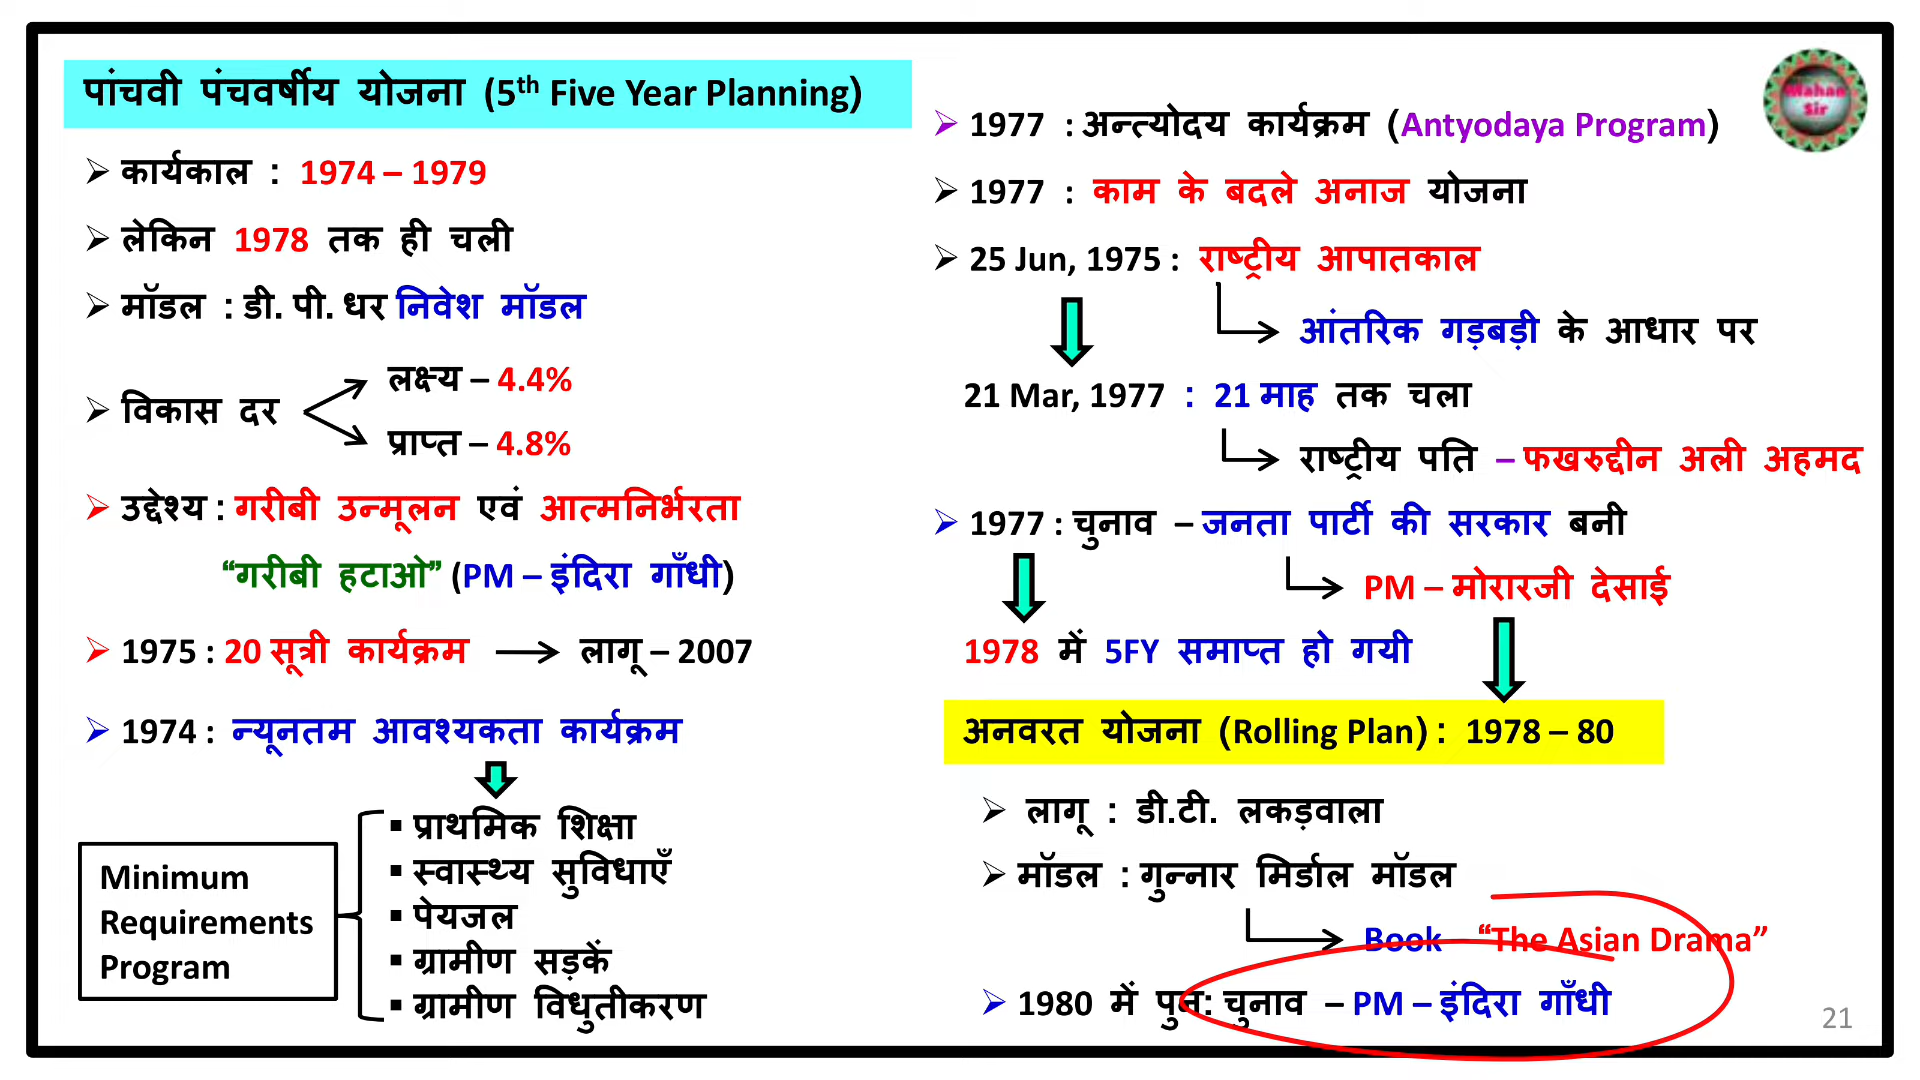 पांचवी पंचवर्षीय योजना (5th Five Year Planning)
➢ कार्यकाल : 1974 – 1979
➢ लेकिन 1978 तक ही चली
➢ मॉडल : डी. पी. धर निवेश मॉडल
➢ विकास दर
लक्ष्य – 4.4%
प्राप्त – 4.8%
➢ उद्देश्य : गरीबी उन्मूलन एवं आत्मनिर्भरता
“गरीबी हटाओ” (PM – इंदिरा गाँधी)
➢ 1975 : 20 सूत्री कार्यक्रम → लागू – 2007
➢ 1974 : न्यूनतम आवश्यकता कार्यक्रम
Minimum
Requirements
Program
▪ प्राथमिक शिक्षा
▪ स्वास्थ्य सुविधाएँ
▪ पेयजल
▪ ग्रामीण सड़कें
▪ ग्रामीण विधुतीकरण
➢ 1977 : अन्त्योदय कार्यक्रम (Antyodaya Program)
➢ 1977 : काम के बदले अनाज योजना
➢ 25 Jun, 1975 : राष्ट्रीय आपातकाल
आंतरिक गड़बड़ी के आधार पर
21 Mar, 1977 : 21 माह तक चला
राष्ट्रीय पति – फखरुद्दीन अली अहमद
➢ 1977 : चुनाव – जनता पार्टी की सरकार बनी
PM – मोरारजी देसाई
1978 में 5FY समाप्त हो गयी
अनवरत योजना (Rolling Plan) : 1978 – 80
➢ लागू : डी.टी. लकड़वाला
➢ मॉडल : गुन्नार मिर्डाल मॉडल
Book “The Asian Drama”
➢ 1980 में पुन: चुनाव – PM – इंदिरा गाँधी
Mahan
Sir
21